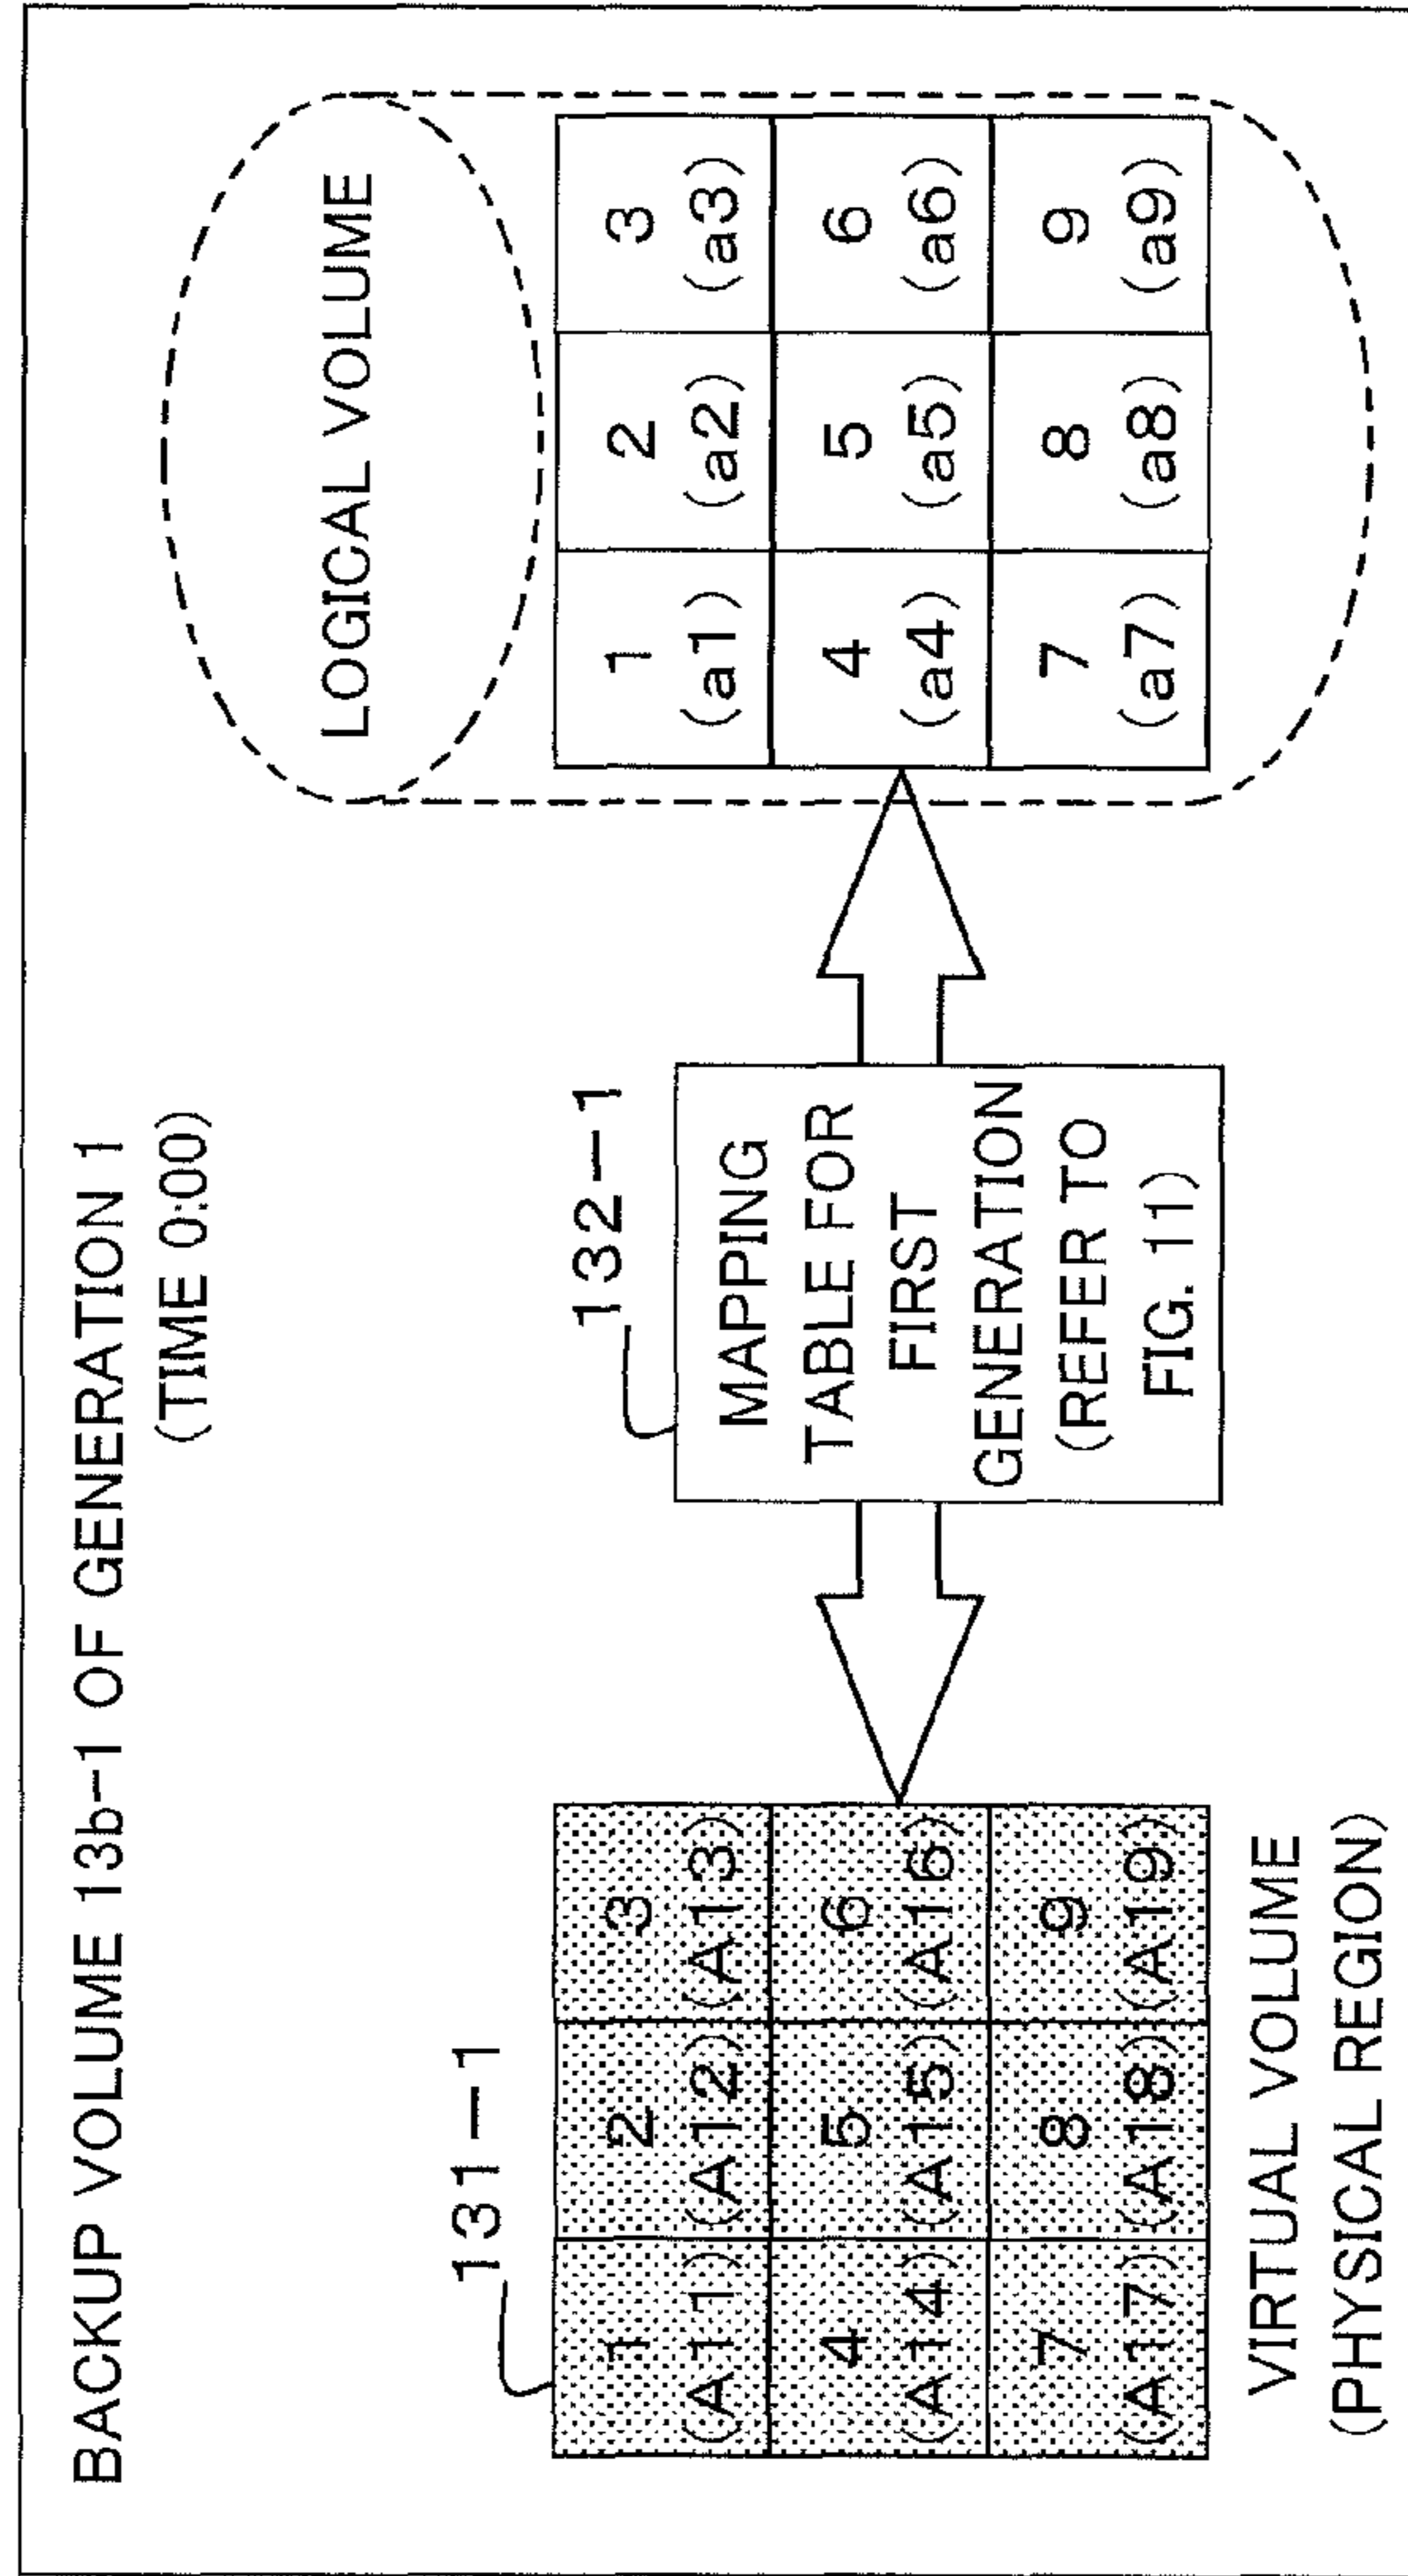 BACKUP VOLUME 13b-1 OF GENERATION 1
(TIME 0:00)
131-1
1 2 3
(A11) (A12) (A13)
4 5 6
(A14) (A15) (A16)
7 8 9
(A17) (A18) (A19)
VIRTUAL VOLUME
(PHYSICAL REGION)
132-1
MAPPING
TABLE FOR
FIRST
GENERATION
(REFER TO
FIG. 11)
LOGICAL VOLUME
1 2 3
(a1) (a2) (a3)
4 5 6
(a4) (a5) (a6)
7 8 9
(a7) (a8) (a9)